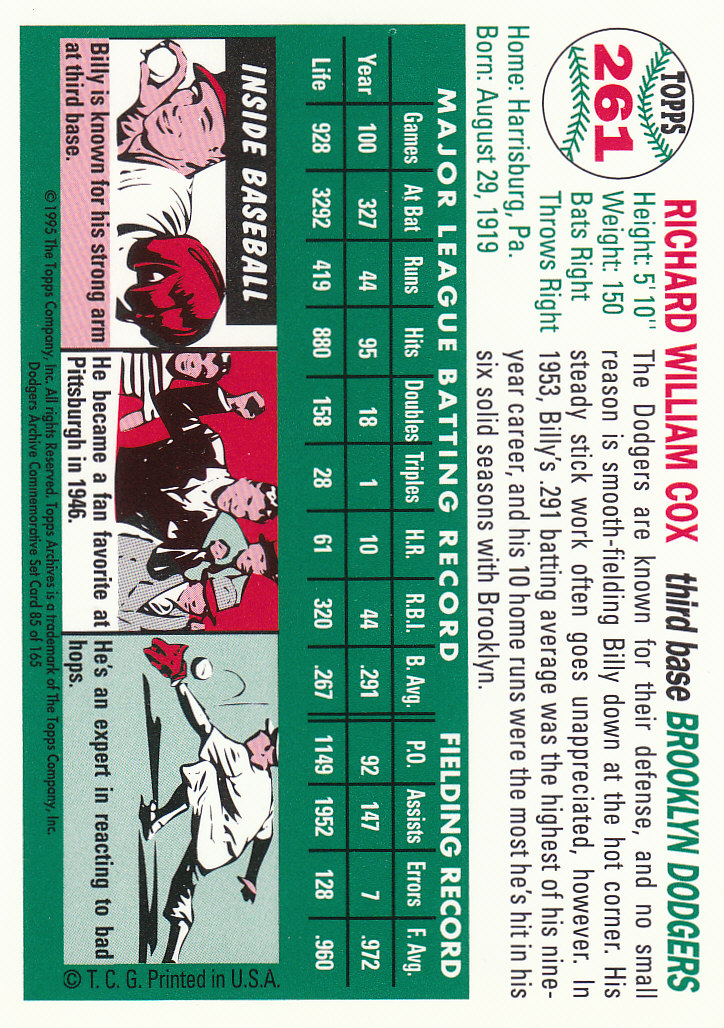 TOPPS
261
RICHARD WILLIAM COX third base BROOKLYN DODGERS
Height: 5'10"
Weight: 150
Bats Right
Throws Right
Home: Harrisburg, Pa.
Born: August 29, 1919
The Dodgers are known for their defense, and no small
reason is smooth-fielding Billy down at the hot corner. His
steady stick work often goes unappreciated, however. In
1953, Billy's .291 batting average was the highest of his nine-
year career, and his 10 home runs were the most he's hit in his
six solid seasons with Brooklyn.
MAJOR LEAGUE BATTING RECORD FIELDING RECORD
Games At Bat Runs Hits Doubles Triples H.R. R.B.I. B. Avg. P.O. Assists Errors F. Avg.
Year 100 327 44 95 18 1 10 44 .291 92 147 7 .972
Life 928 3292 419 880 158 28 61 320 .267 1149 1952 128 .960
INSIDE BASEBALL
Billy is known for his strong arm
at third base.
He became a fan favorite at
Pittsburgh in 1946.
He's an expert in reacting to bad
hops.
© T. C. G. Printed in U.S.A.
© 1995 The Topps Company, Inc. All rights reserved. Topps Archives is a trademark of The Topps Company, Inc.
Dodgers Archive Commemorative Set Card 85 of 165